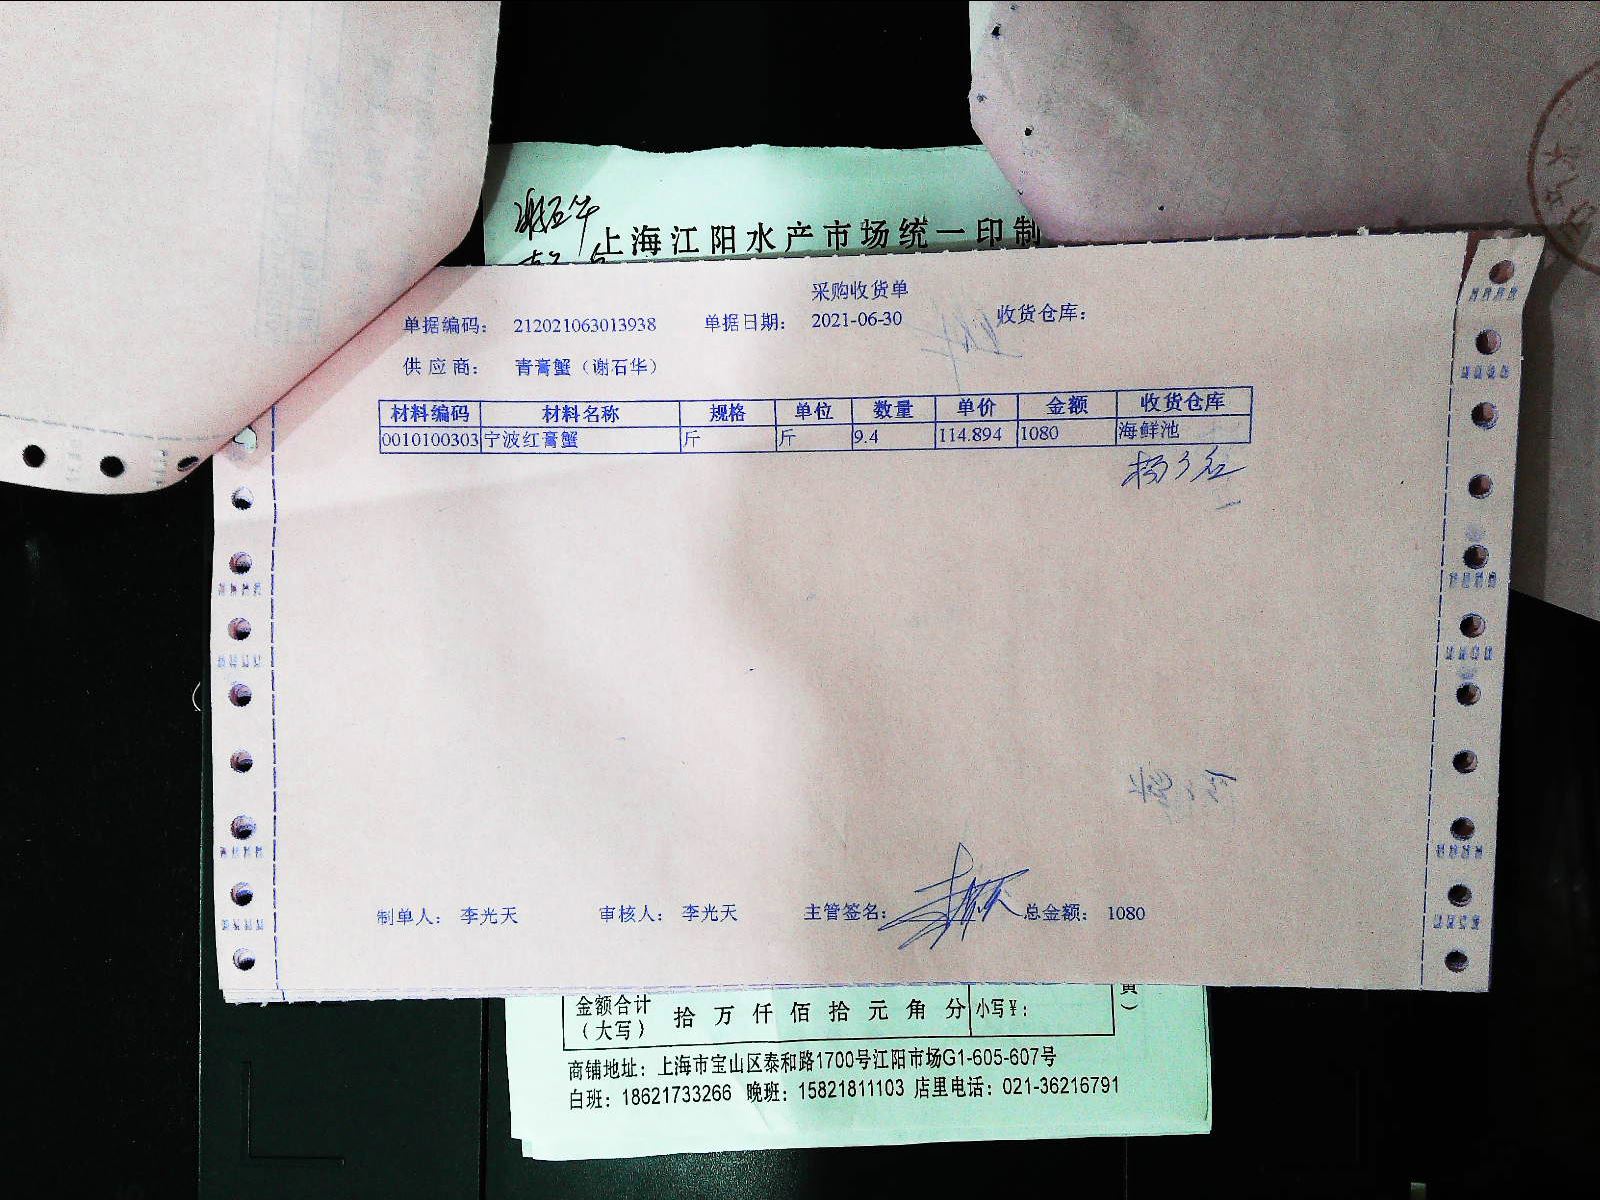 上海江阳水产市场统一印制
采购收货单
单据编码： 212021063013938 单据日期： 2021-06-30 收货仓库：
供应商： 青膏蟹（谢石华）
材料编码 材料名称 规格 单位 数量 单价 金额 收货仓库
0010100303 宁波红膏蟹 斤 斤 9.4 114.894 1080 海鲜池
制单人： 李光天 审核人： 李光天 主管签名： 总金额： 1080
金额合计（大写） 拾 万 仟 佰 拾 元 角 分 小写￥：
商铺地址：上海市宝山区泰和路1700号江阳市场G1-605-607号
白班：18621733266 晚班：15821811103 店里电话：021-36216791